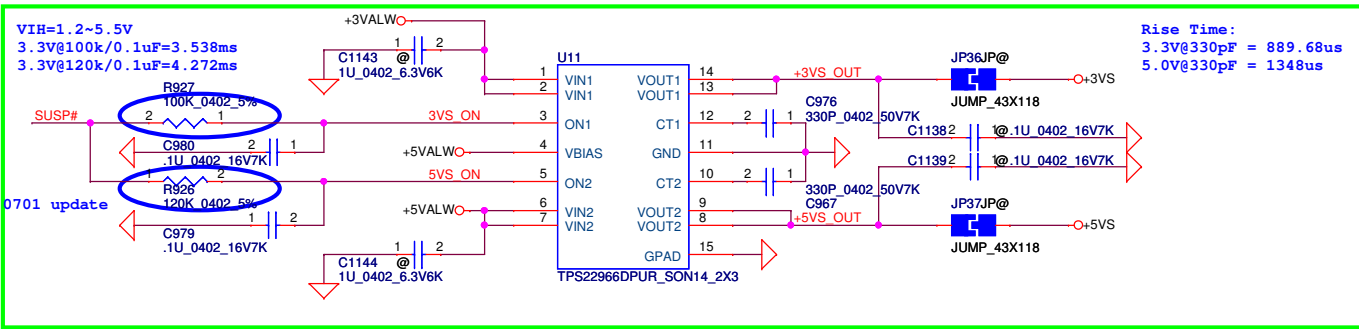 VIH=1.2~5.5V
3.3V@100k/0.1uF=3.538ms
3.3V@120k/0.1uF=4.272ms
Rise Time:
3.3V@330pF = 889.68us
5.0V@330pF = 1348us
+3VALW
1 2
C1143 @
1U_0402_6.3V6K
U11
1 VIN1
2 VIN1
3 ON1
4 VBIAS
5 ON2
6 VIN2
7 VIN2
VOUT1 14
VOUT1 13
CT1 12
GND 11
CT2 10
VOUT2 9
VOUT2 8
GPAD 15
TPS22966DPUR_SON14_2X3
R927
100K_0402_5%
SUSP#
2 1
3VS_ON
C980
.1U_0402_16V7K
2 1
+5VALW
1 2
R926
120K_0402_5%
5VS_ON
0701 update
1 2
C979
.1U_0402_16V7K
+5VALW
1 2
C1144 @
1U_0402_6.3V6K
+3VS_OUT
JP36 JP@
+3VS
JUMP_43X118
C976
330P_0402_50V7K
2 1
C1138 2 1 @.1U_0402_16V7K
C1139 2 1 @.1U_0402_16V7K
2 1
330P_0402_50V7K
C967
+5VS_OUT
JP37 JP@
+5VS
JUMP_43X118